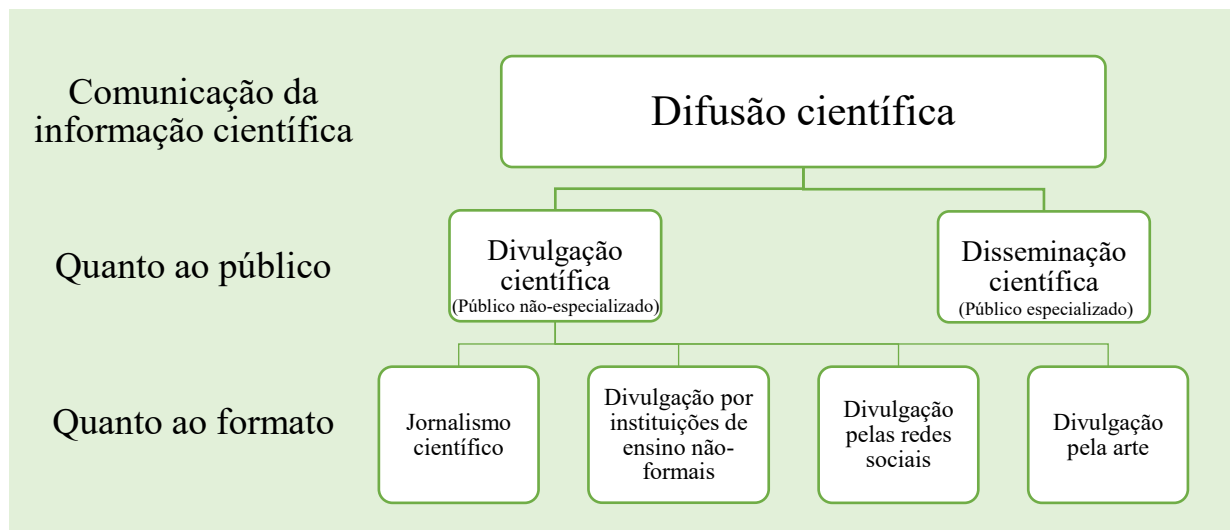 Comunicação da
informação científica
Difusão científica
Quanto ao público
Divulgação
científica
(Público não-especializado)
Disseminação
científica
(Público especializado)
Quanto ao formato
Jornalismo
científico
Divulgação por
instituições de
ensino não-
formais
Divulgação
pelas redes
sociais
Divulgação
pela arte